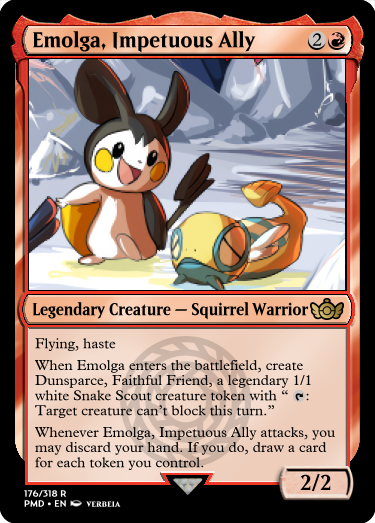 Emolga, Impetuous Ally 2
Legendary Creature — Squirrel Warrior
Flying, haste
When Emolga enters the battlefield, create
Dunsparce, Faithful Friend, a legendary 1/1
white Snake Scout creature token with “ :
Target creature can’t block this turn.”
Whenever Emolga, Impetuous Ally attacks, you
may discard your hand. If you do, draw a card
for each token you control.
2/2
176/318 R
PMD • EN VERBEIA